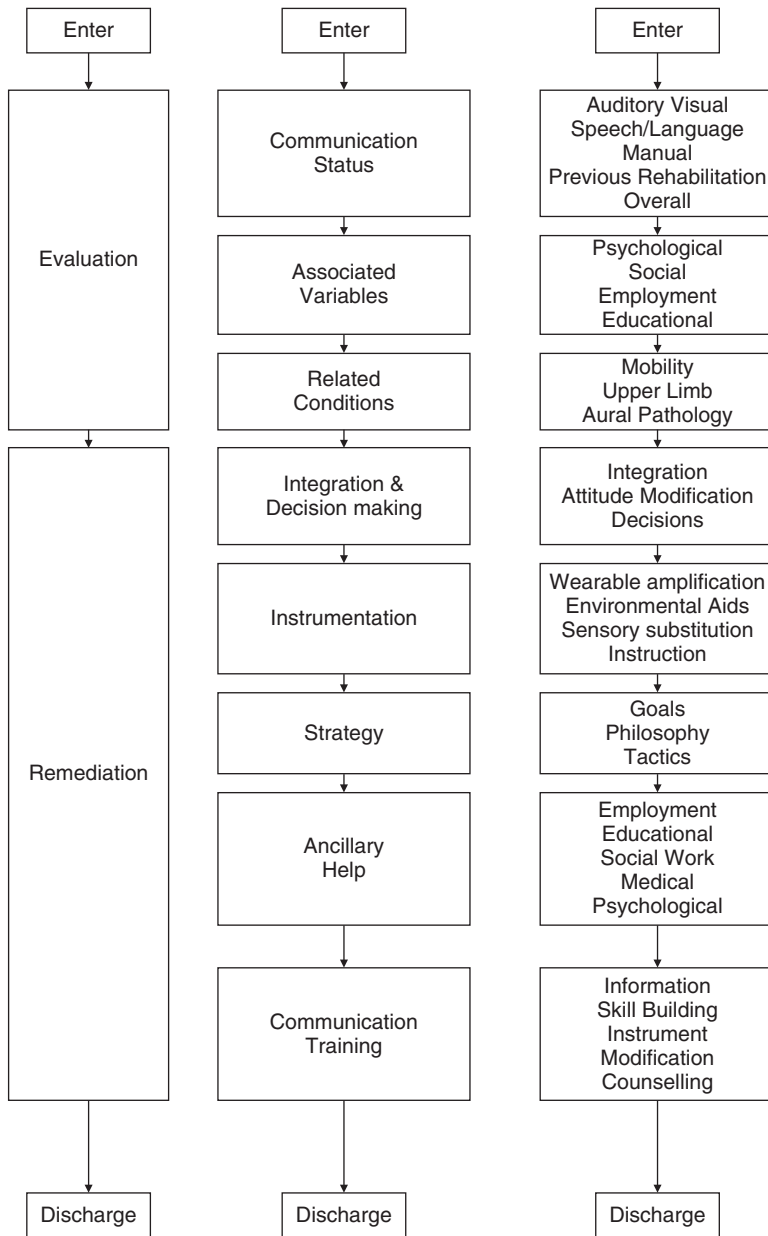 Enter
Evaluation
Remediation
Discharge
Enter
Communication
Status
Associated
Variables
Related
Conditions
Integration &
Decision making
Instrumentation
Strategy
Ancillary
Help
Communication
Training
Discharge
Enter
Auditory Visual
Speech/Language
Manual
Previous Rehabilitation
Overall
Psychological
Social
Employment
Educational
Mobility
Upper Limb
Aural Pathology
Integration
Attitude Modification
Decisions
Wearable amplification
Environmental Aids
Sensory substitution
Instruction
Goals
Philosophy
Tactics
Employment
Educational
Social Work
Medical
Psychological
Information
Skill Building
Instrument
Modification
Counselling
Discharge